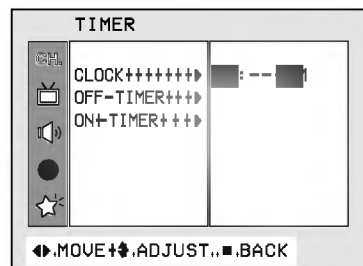 TIMER
CH.
CLOCK+++++++▶ :--
OFF-TIMER+++▶
ON+TIMER+++▶
◀▶.MOVE+♦.ADJUST..■.BACK